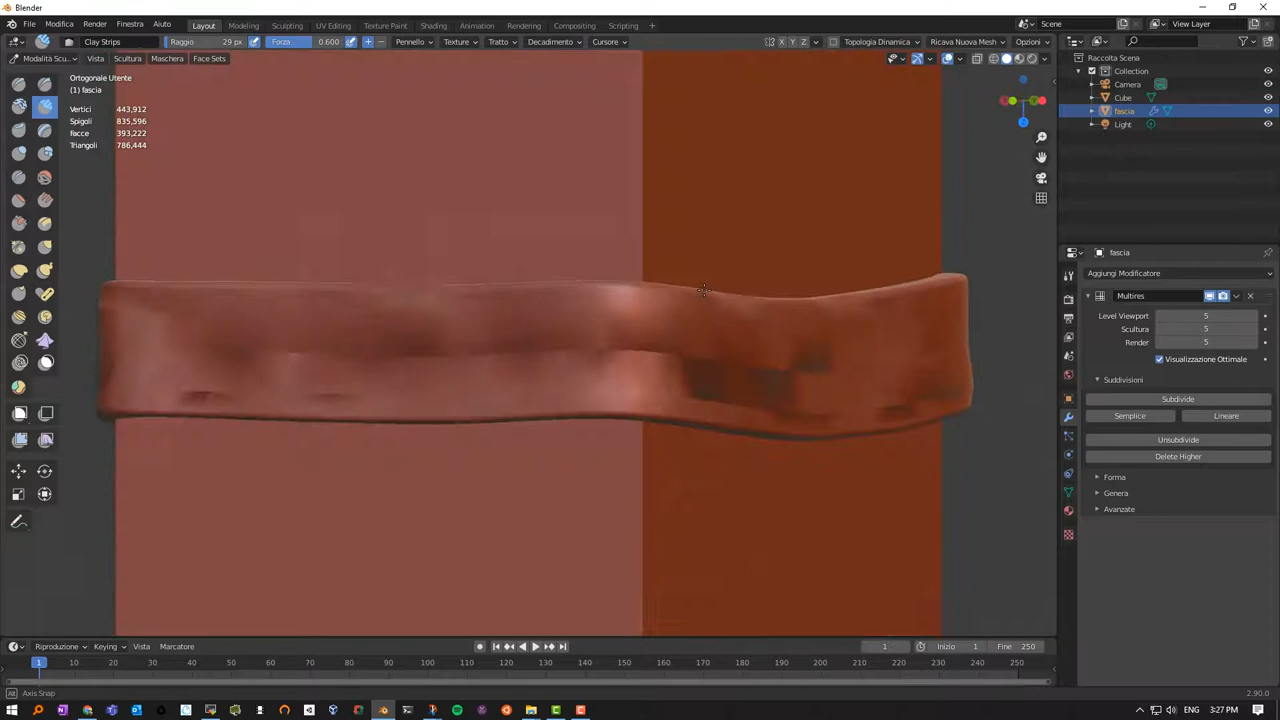 Blender
File Modifica Render Finestra Aiuto Layout Modeling Sculpting UV Editing Texture Paint Shading Animation Rendering Compositing Scripting + Scene View Layer
Clay Strips Raggio 29 px Forza 0.600 Pennello Texture Tratto Decadimento Cursore X Y Z Topologia Dinamica Ricava Nuova Mesh Opzioni
Modalità Scu... Vista Scultura Maschera Face Sets
Raccolta Scena
Collection
Camera
Cube
fascia
Light
Ortogonale Utente
(1) fascia
Vertici 443,912
Spigoli 835,596
facce 393,222
Triangoli 786,444
fascia
Aggiungi Modificatore
Multires
Level Viewport 5
Scultura 5
Render 5
Visualizzazione Ottimale
Suddivisioni
Subdivide
Semplice Lineare
Unsubdivide
Delete Higher
Forma
Genera
Avanzate
Riproduzione Keying Vista Marcatore 1 Inizio 1 Fine 250
1 10 20 30 40 50 60 70 80 90 100 110 120 130 140 150 160 170 180 190 200 210 220 230 240 250
Axis Snap 2.90.0
ENG 3:27 PM